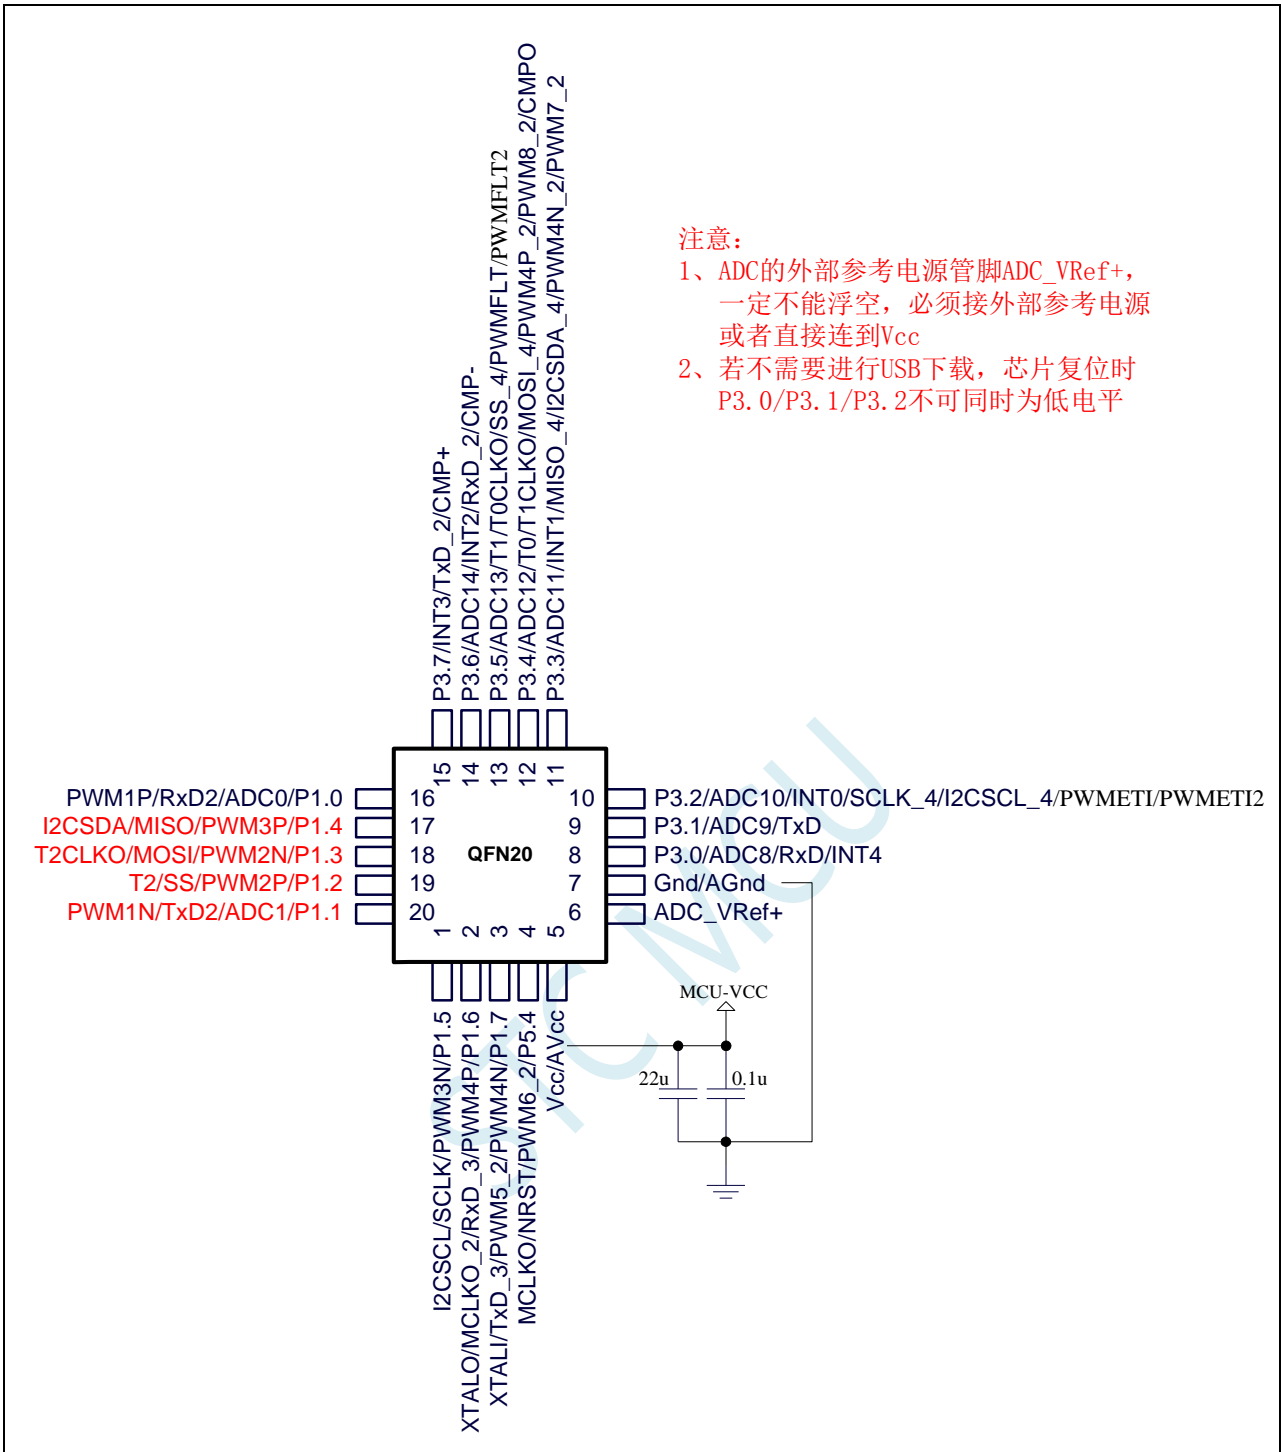 P3.7/INT3/TxD_2/CMP+
P3.6/ADC14/INT2/RxD_2/CMP-
P3.5/ADC13/T1/T0CLKO/SS_4/PWMFLT/PWMFLT2
P3.4/ADC12/T0/T1CLKO/MOSI_4/PWM4P_2/PWM8_2/CMPO
P3.3/ADC11/INT1/MISO_4/I2CSDA_4/PWM4N_2/PWM7_2
注意：
1、ADC的外部参考电源管脚ADC_VRef+，
一定不能浮空，必须接外部参考电源
或者直接连到Vcc
2、若不需要进行USB下载，芯片复位时
P3.0/P3.1/P3.2不可同时为低电平
15
14
13
12
11
PWM1P/RxD2/ADC0/P1.0
16
10
P3.2/ADC10/INT0/SCLK_4/I2CSCL_4/PWMETI/PWMETI2
I2CSDA/MISO/PWM3P/P1.4
17
9
P3.1/ADC9/TxD
T2CLKO/MOSI/PWM2N/P1.3
18
QFN20
8
P3.0/ADC8/RxD/INT4
T2/SS/PWM2P/P1.2
19
7
Gnd/AGnd
PWM1N/TxD2/ADC1/P1.1
20
6
ADC_VRef+
1
2
3
4
5
I2CSCL/SCLK/PWM3N/P1.5
XTALO/MCLKO_2/RxD_3/PWM4P/P1.6
XTALI/TxD_3/PWM5_2/PWM4N/P1.7
MCLKO/NRST/PWM6_2/P5.4
Vcc/AVcc
MCU-VCC
22u
0.1u
STC MCU